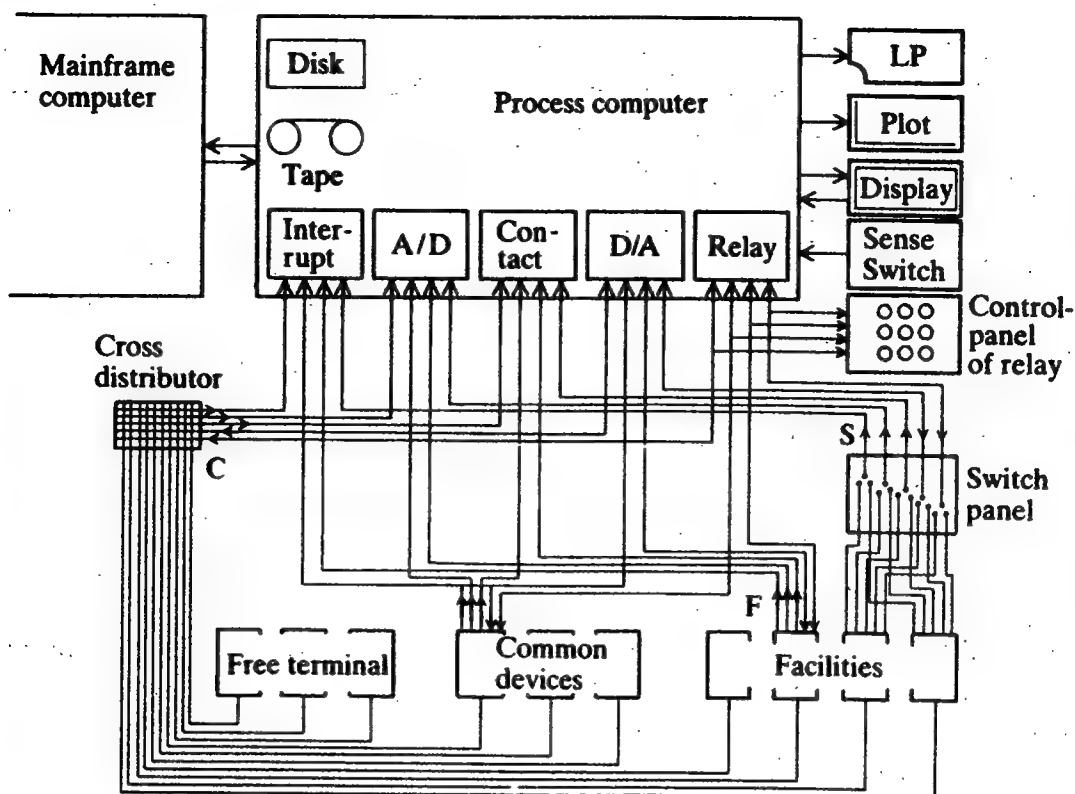 Mainframe
computer
Disk
Tape
Process computer
Inter-
rupt
A/D
Con-
tact
D/A
Relay
LP
Plot
Display
Sense
Switch
Control-
panel
of relay
Cross
distributor
C
S
Switch
panel
F
Free terminal
Common
devices
Facilities